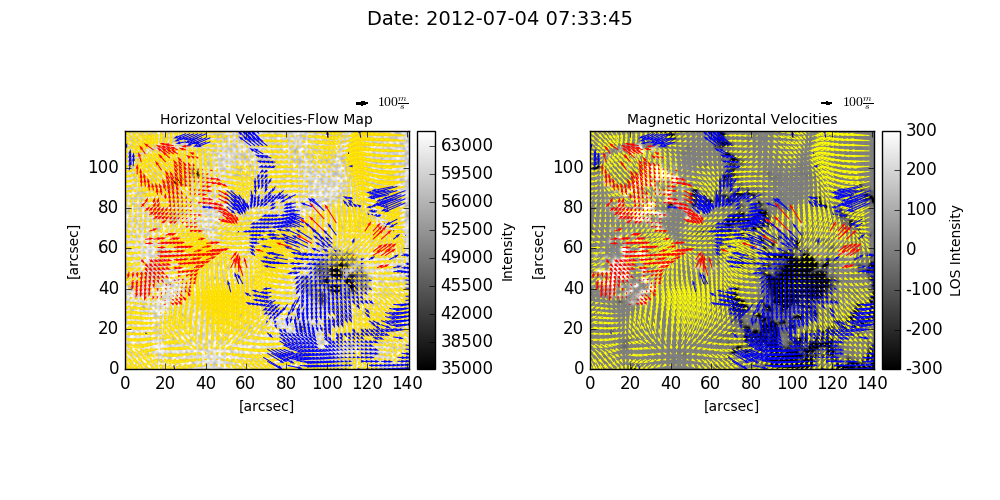 Date: 2012-07-04 07:33:45
100 m/s
100 m/s
Horizontal Velocities-Flow Map
Magnetic Horizontal Velocities
[arcsec]
100
80
60
40
20
0
0 20 40 60 80 100 120 140
[arcsec]
63000
59500
56000
52500
49000
45500
42000
38500
35000
Intensity
[arcsec]
100
80
60
40
20
0
0 20 40 60 80 100 120 140
[arcsec]
300
200
100
0
-100
-200
-300
LOS Intensity